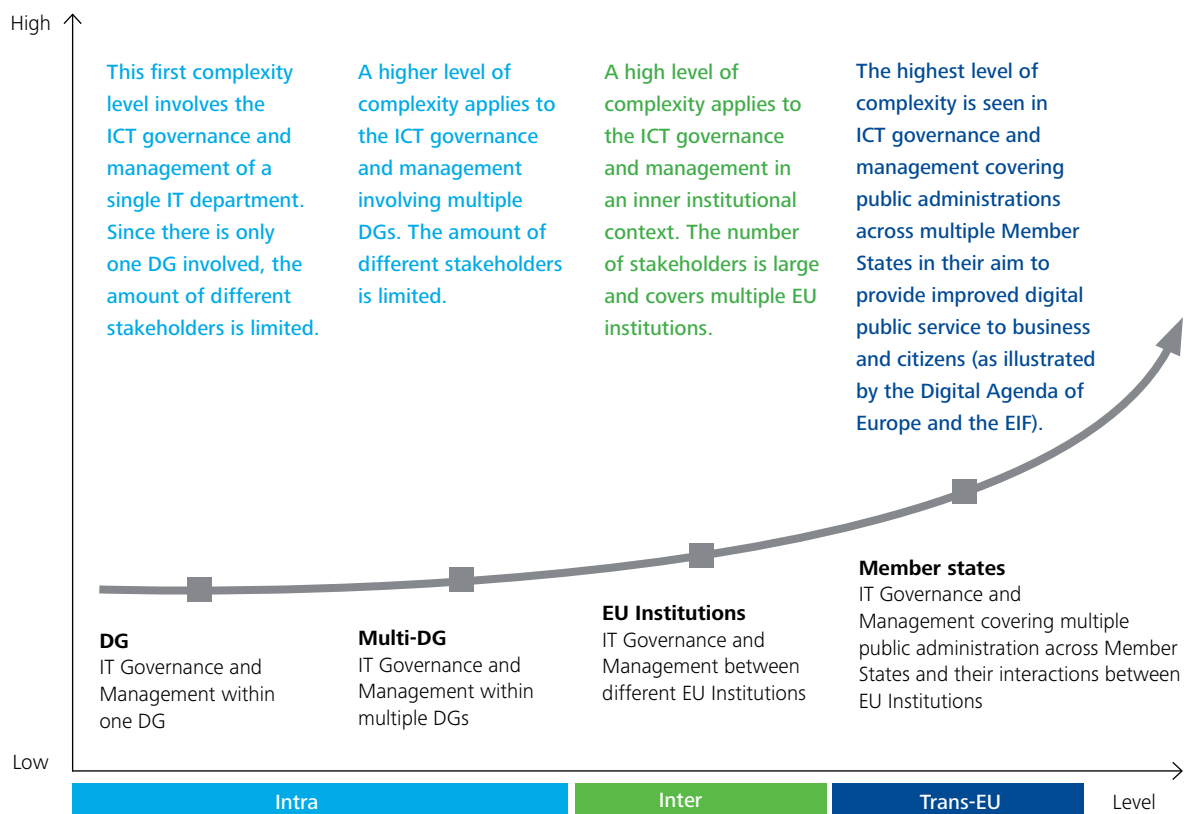 High
This first complexity
level involves the
ICT governance and
management of a
single IT department.
Since there is only
one DG involved, the
amount of different
stakeholders is limited.
A higher level of
complexity applies to
the ICT governance
and management
involving multiple
DGs. The amount of
different stakeholders
is limited.
A high level of
complexity applies to
the ICT governance
and management in
an inner institutional
context. The number
of stakeholders is large
and covers multiple EU
institutions.
The highest level of
complexity is seen in
ICT governance and
management covering
public administrations
across multiple Member
States in their aim to
provide improved digital
public service to business
and citizens (as illustrated
by the Digital Agenda of
Europe and the EIF).
DG
IT Governance and
Management within
one DG
Multi-DG
IT Governance and
Management within
multiple DGs
EU Institutions
IT Governance and
Management between
different EU Institutions
Member states
IT Governance and
Management covering multiple
public administration across Member
States and their interactions between
EU Institutions
Low
Intra
Inter
Trans-EU
Level